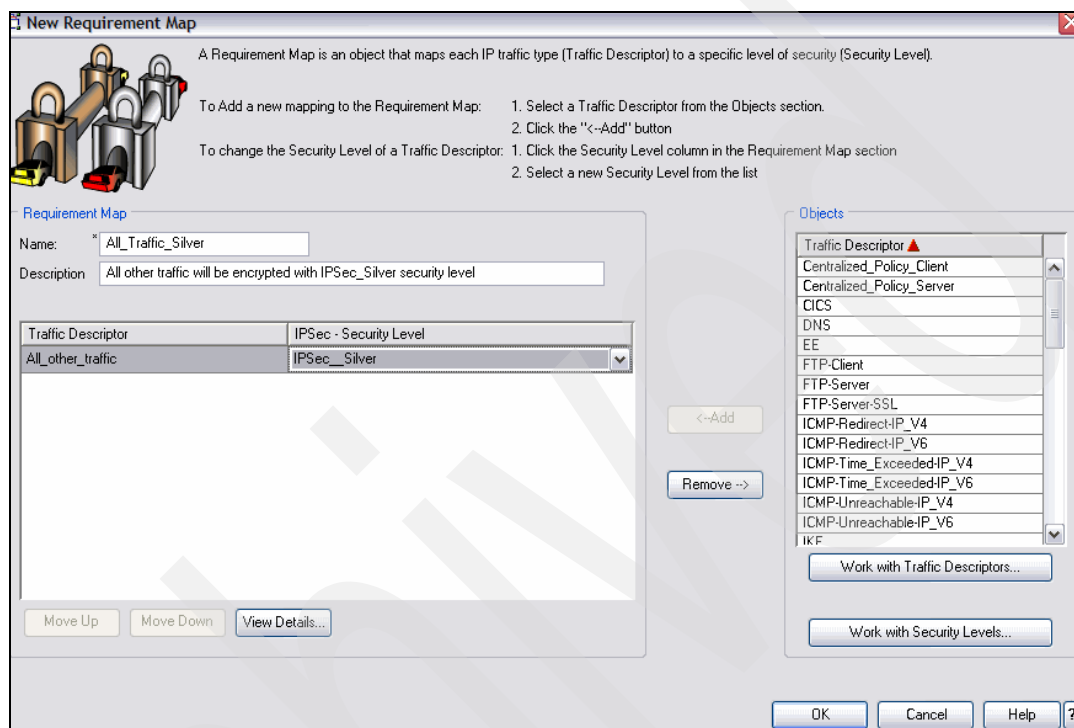 New Requirement Map
A Requirement Map is an object that maps each IP traffic type (Traffic Descriptor) to a specific level of security (Security Level).
To Add a new mapping to the Requirement Map: 1. Select a Traffic Descriptor from the Objects section.
2. Click the "<--Add" button
To change the Security Level of a Traffic Descriptor: 1. Click the Security Level column in the Requirement Map section
2. Select a new Security Level from the list
Requirement Map
Name: * All_Traffic_Silver
Description All other traffic will be encrypted with IPSec_Silver security level
Traffic Descriptor IPSec - Security Level
All_other_traffic IPSec__Silver
Move Up Move Down View Details...
<--Add
Remove -->
Objects
Traffic Descriptor
Centralized_Policy_Client
Centralized_Policy_Server
CICS
DNS
EE
FTP-Client
FTP-Server
FTP-Server-SSL
ICMP-Redirect-IP_V4
ICMP-Redirect-IP_V6
ICMP-Time_Exceeded-IP_V4
ICMP-Time_Exceeded-IP_V6
ICMP-Unreachable-IP_V4
ICMP-Unreachable-IP_V6
IKE
Work with Traffic Descriptors...
Work with Security Levels...
OK Cancel Help ?